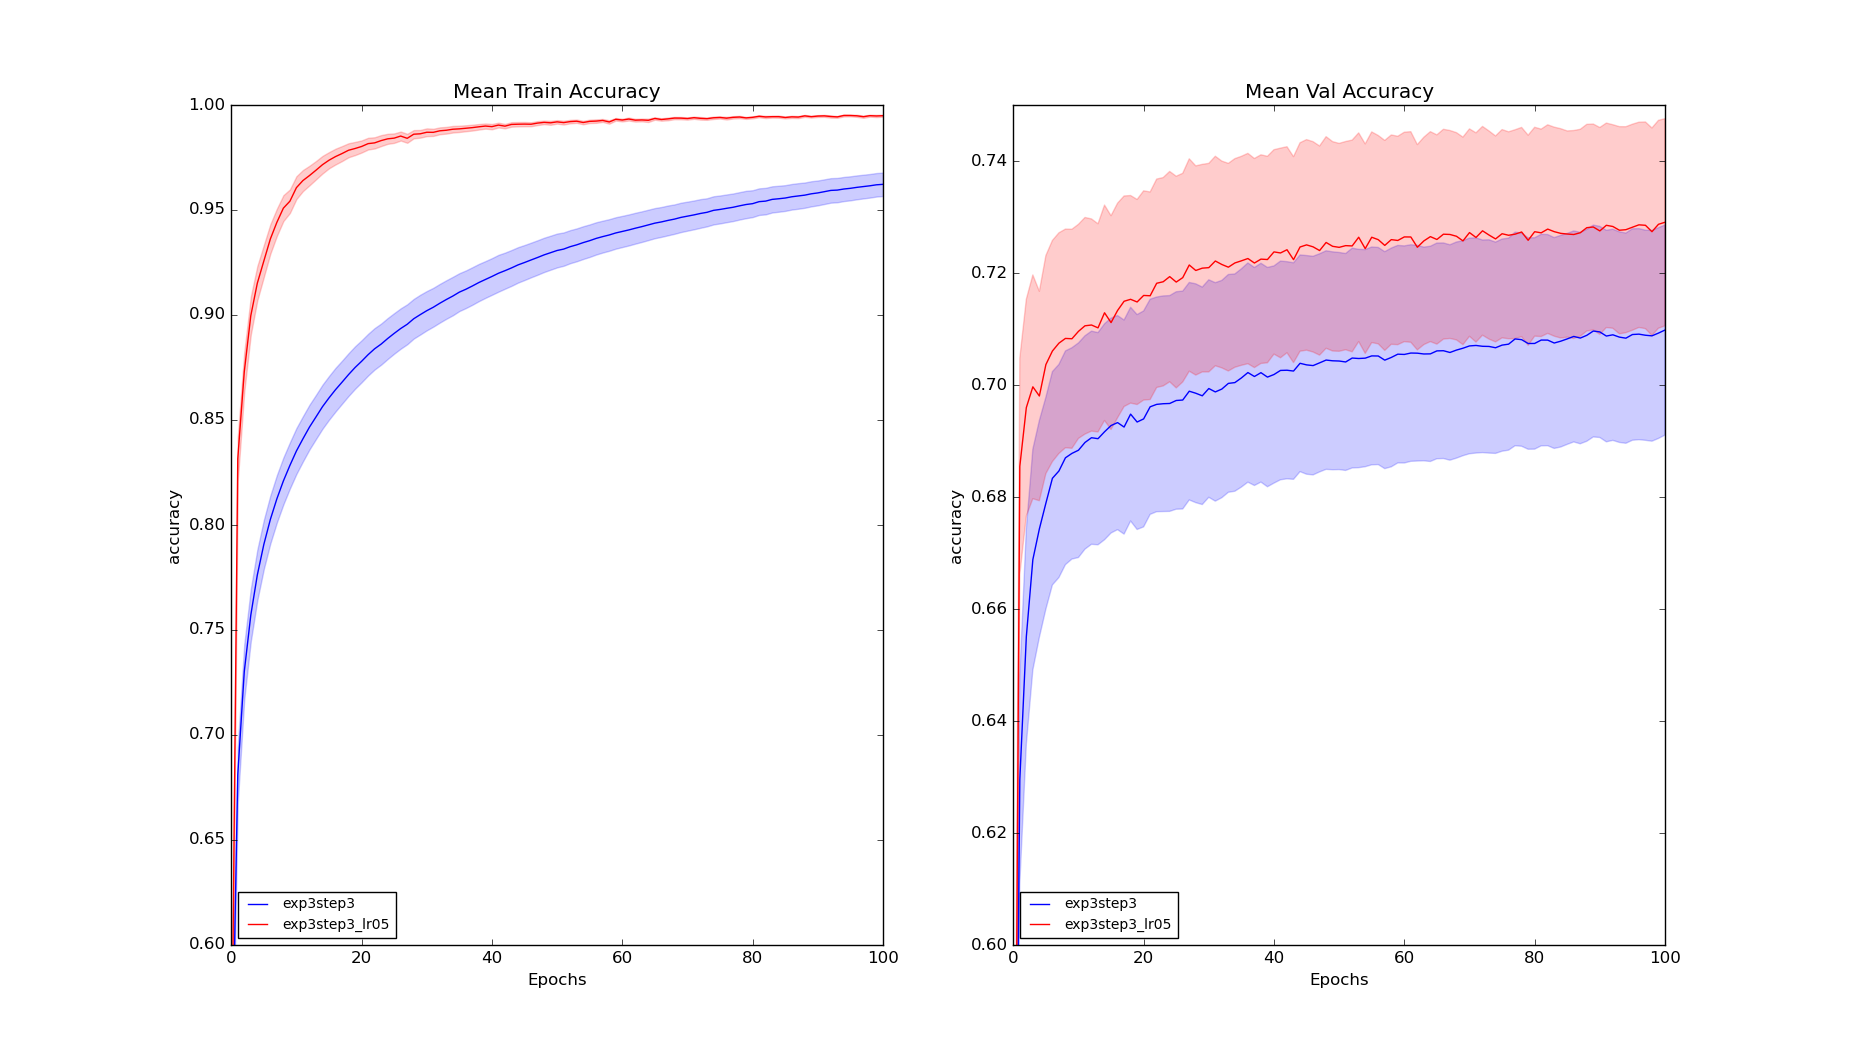 Mean Train Accuracy
1.00
0.95
0.90
0.85
0.80
0.75
0.70
0.65
0.60
accuracy
exp3step3
exp3step3_lr05
0 20 40 60 80 100
Epochs
Mean Val Accuracy
0.74
0.72
0.70
0.68
0.66
0.64
0.62
0.60
accuracy
exp3step3
exp3step3_lr05
0 20 40 60 80 100
Epochs